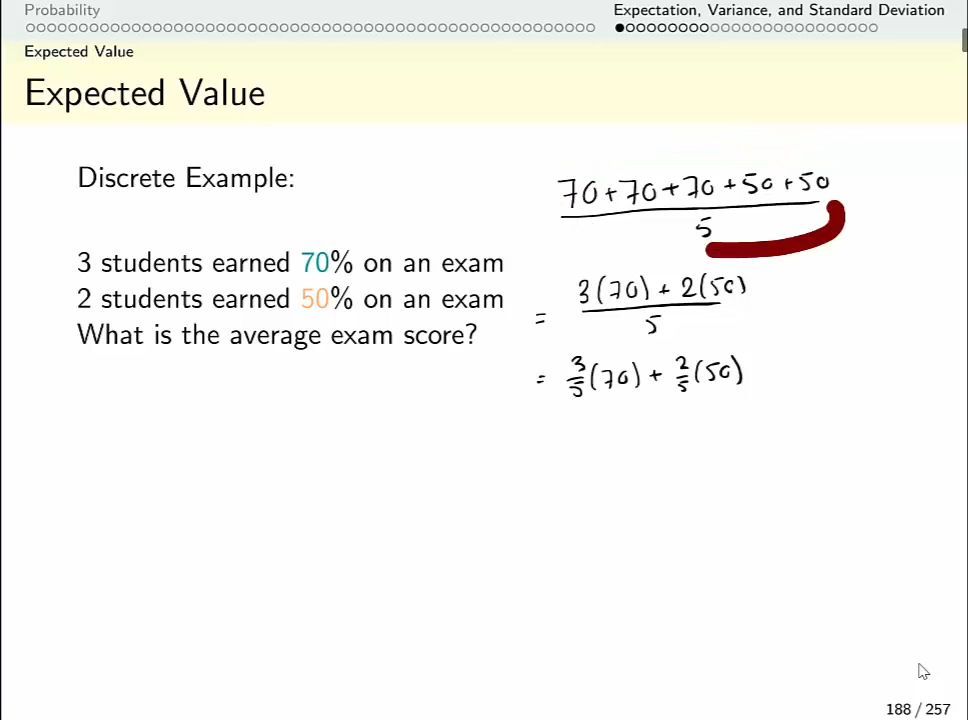 Probability
Expectation, Variance, and Standard Deviation
Expected Value
Expected Value
Discrete Example:
3 students earned 70% on an exam
2 students earned 50% on an exam
What is the average exam score?
70+70+70+50+50
5
= 3(70)+2(50)
5
= 3/5(70)+2/5(50)
188 / 257